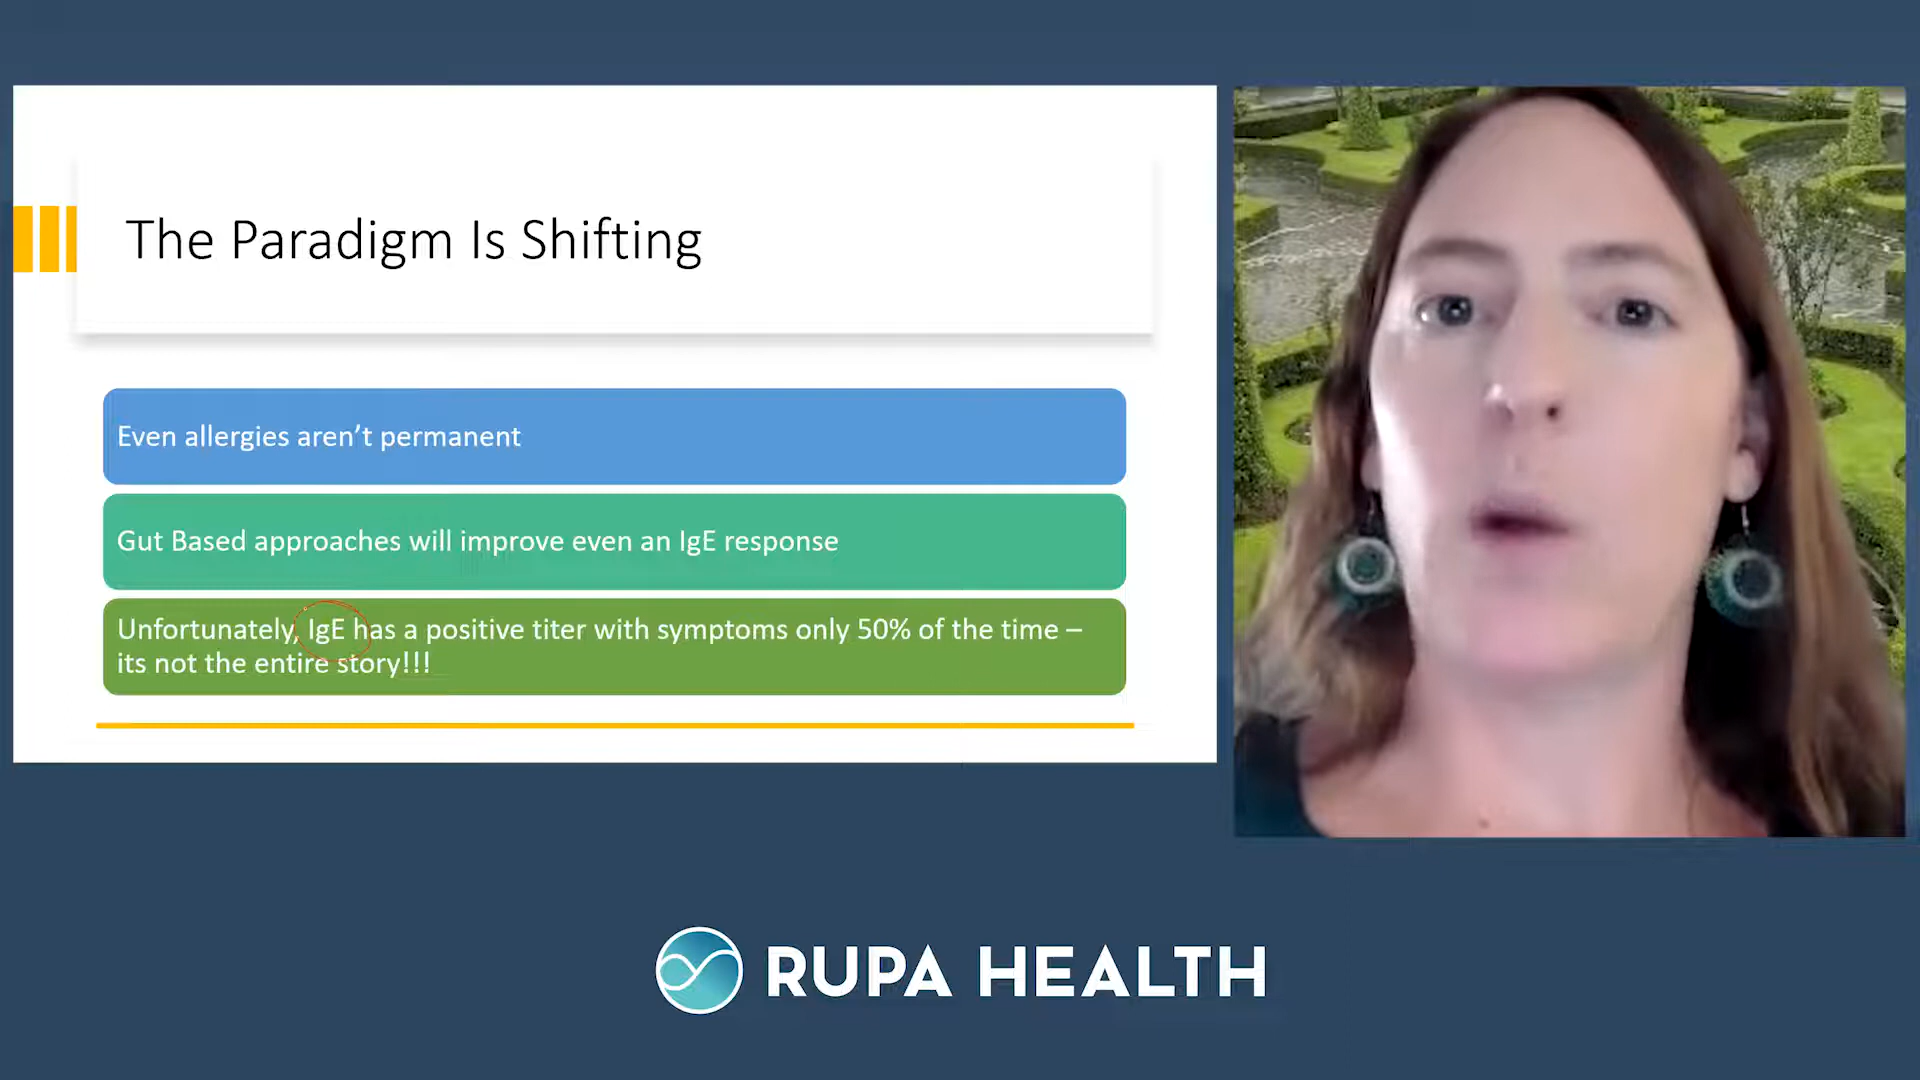 The Paradigm Is Shifting
Even allergies aren’t permanent
Gut Based approaches will improve even an IgE response
Unfortunately, IgE has a positive titer with symptoms only 50% of the time –
its not the entire story!!!
RUPA HEALTH